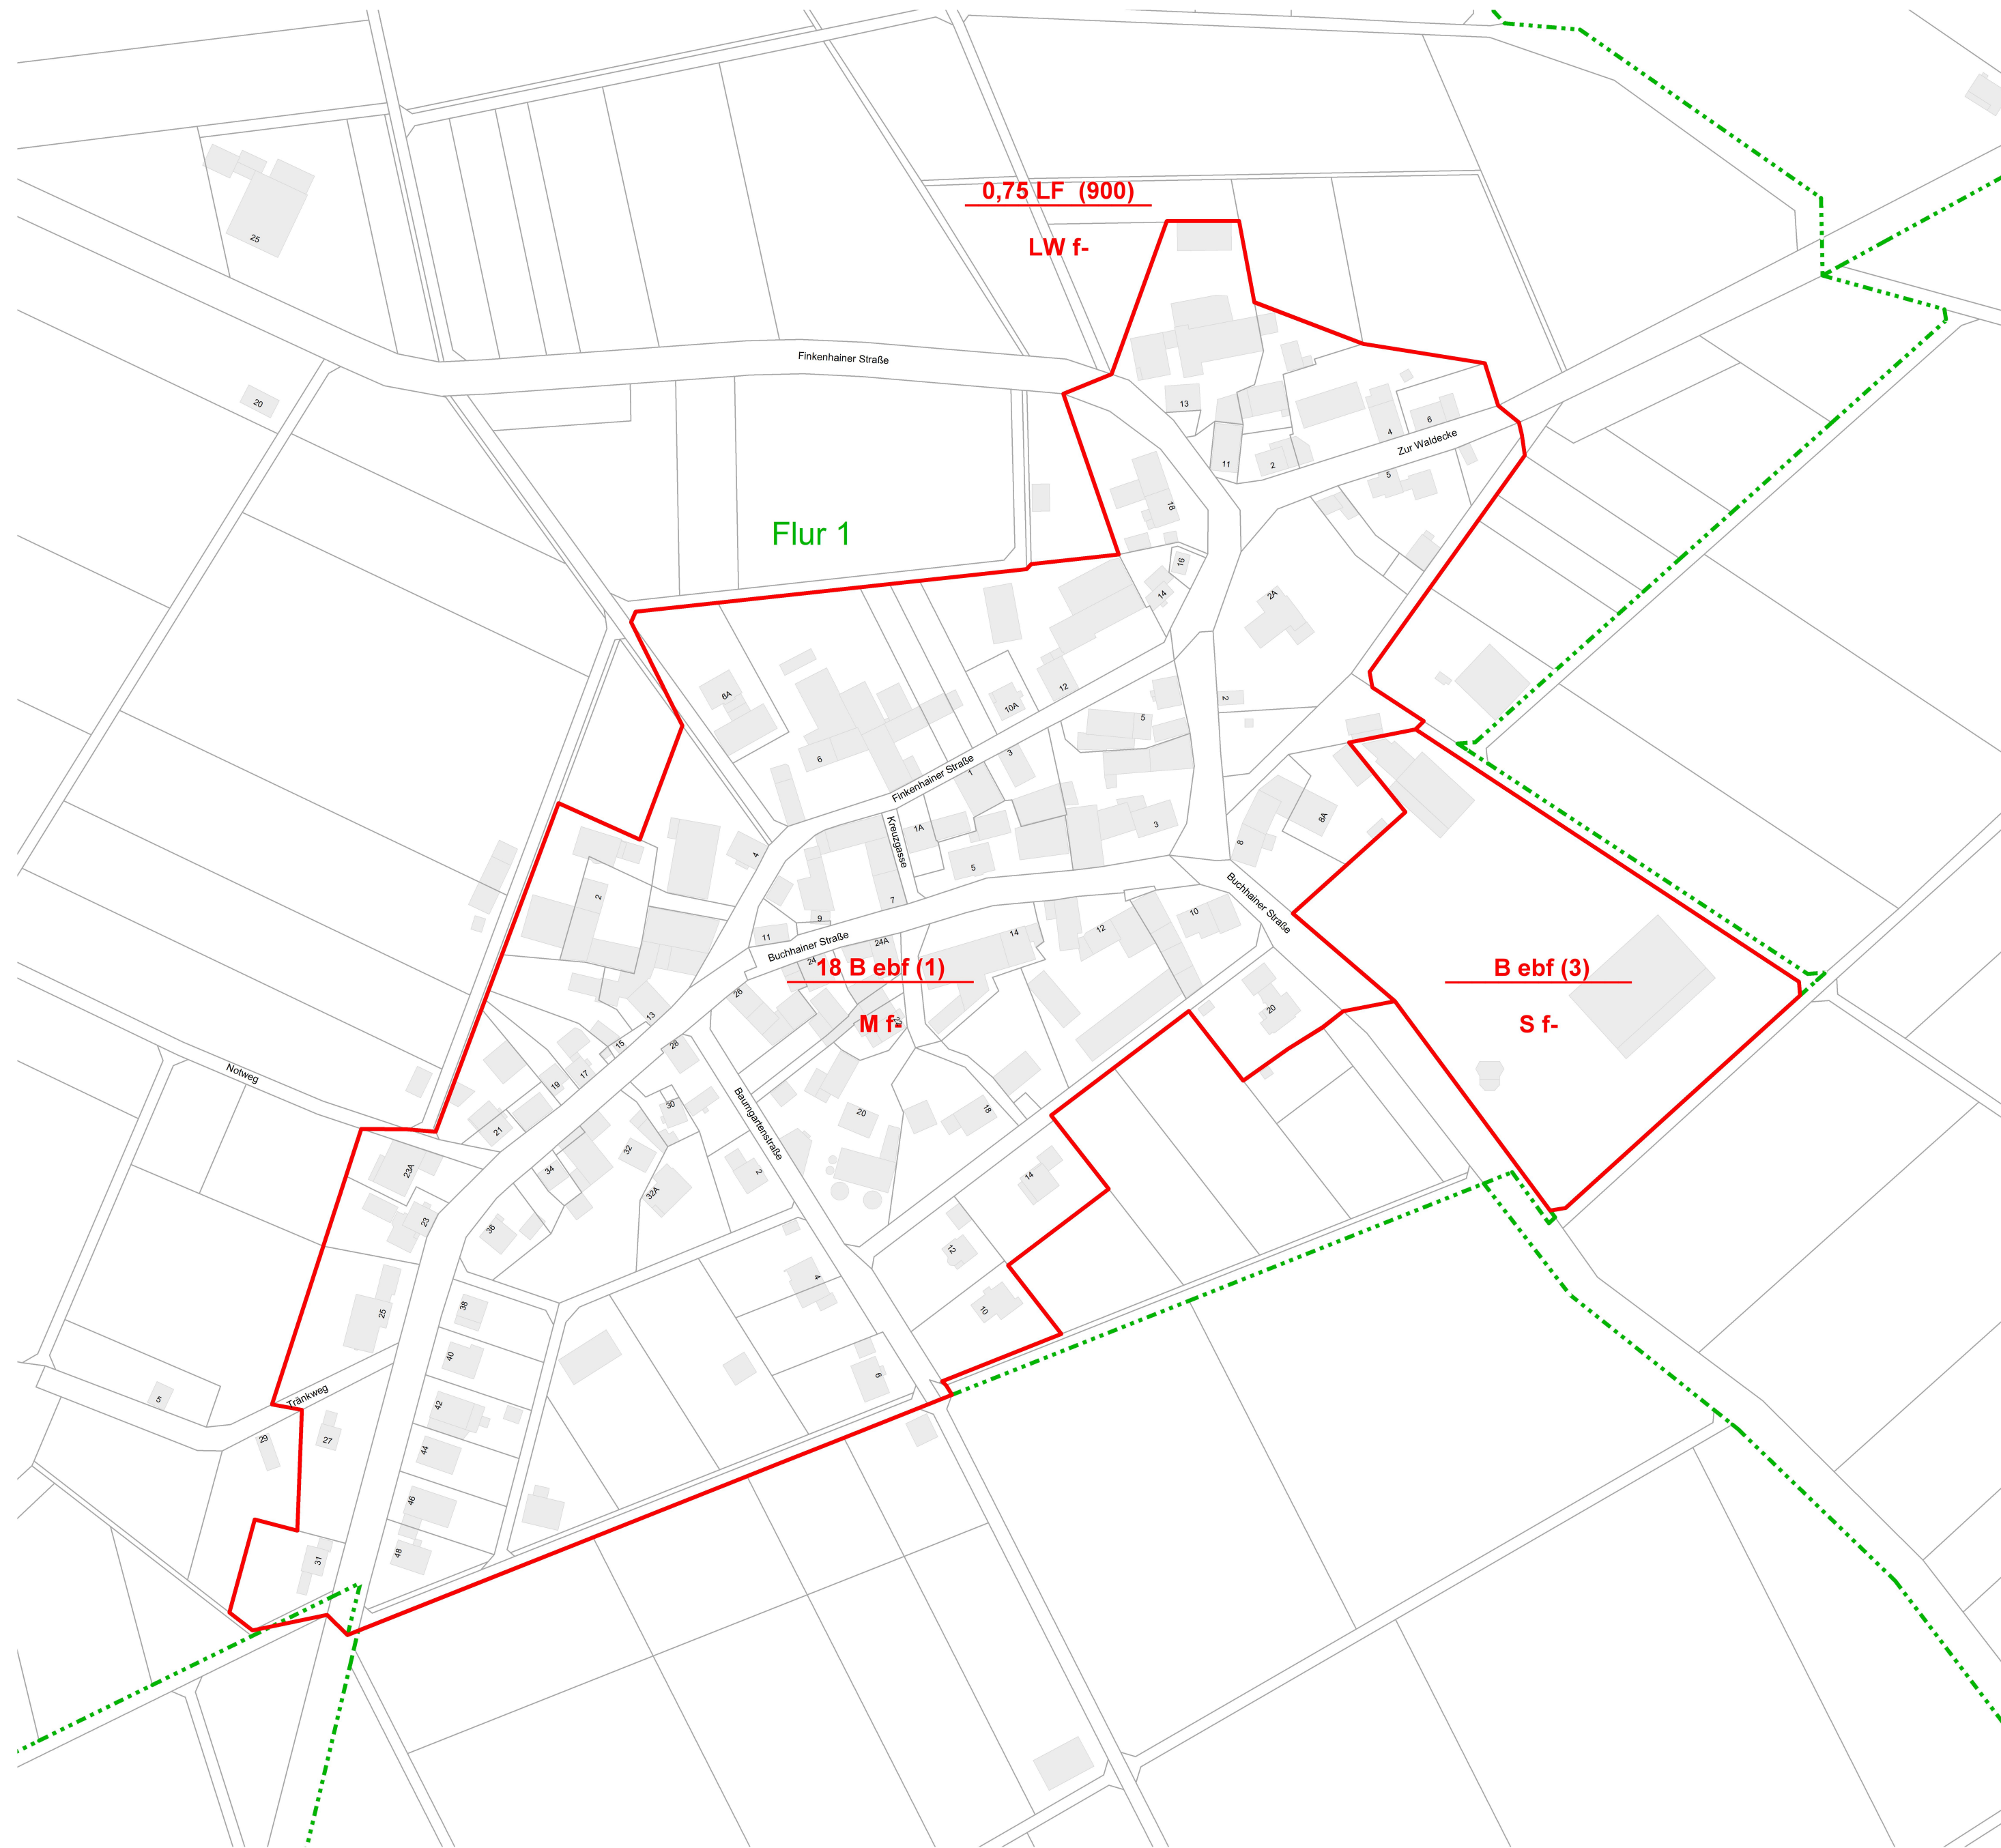 0,75 LF (900)
LW f-
25
Finkenhainer Straße
20
13
11
2
4
6
Zur Waldecke
5
18
Flur 1
16
14
2A
6A
10A
12
2
5
6
3
1
Finkenhainer Straße
1A
Kreuzgasse
3
8A
8
4
5
2
7
9
11
Buchhainer Straße
Buchhainer Straße
24A
24
14
12
10
18 B ebf (1)
M f-
B ebf (3)
S f-
26
22
20
13
15
28
17
19
21
Notweg
30
Baumgartenstraße
20
18
23A
34
32
32A
2
14
23
36
12
25
38
4
10
40
6
Tränkweg
5
42
29
27
44
46
48
31